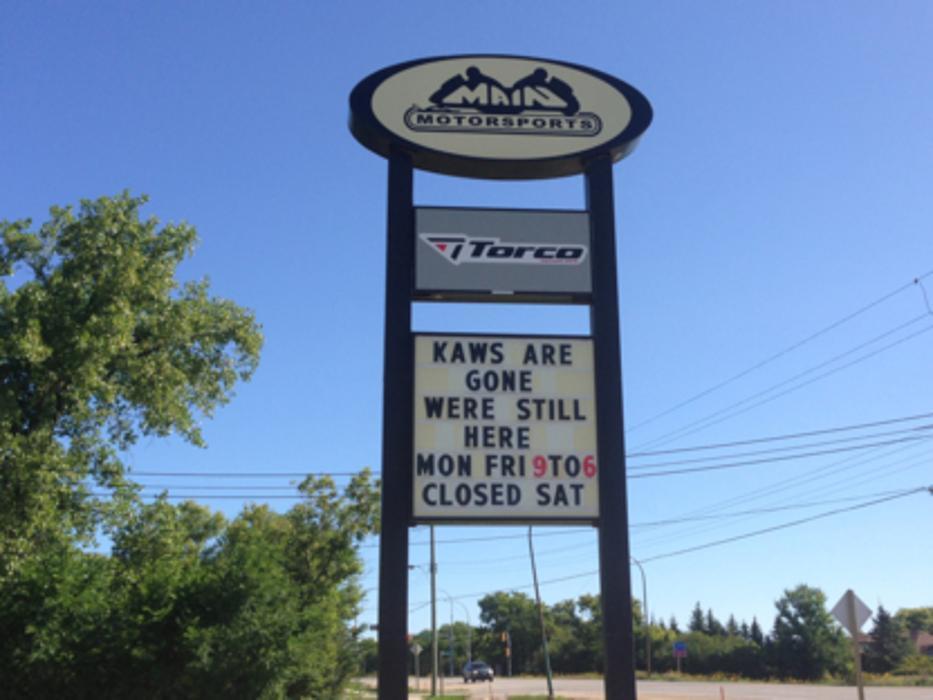 MAIN
MOTORSPORTS
Torco
KAWS ARE
GONE
WERE STILL
HERE
MON FRI 9TO6
CLOSED SAT